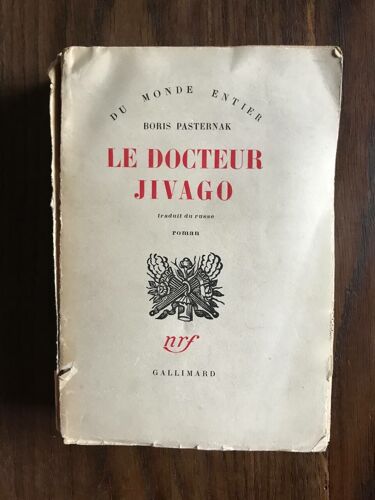 DU MONDE ENTIER
BORIS PASTERNAK
LE DOCTEUR
JIVAGO
traduit du russe
roman
nrf
GALLIMARD